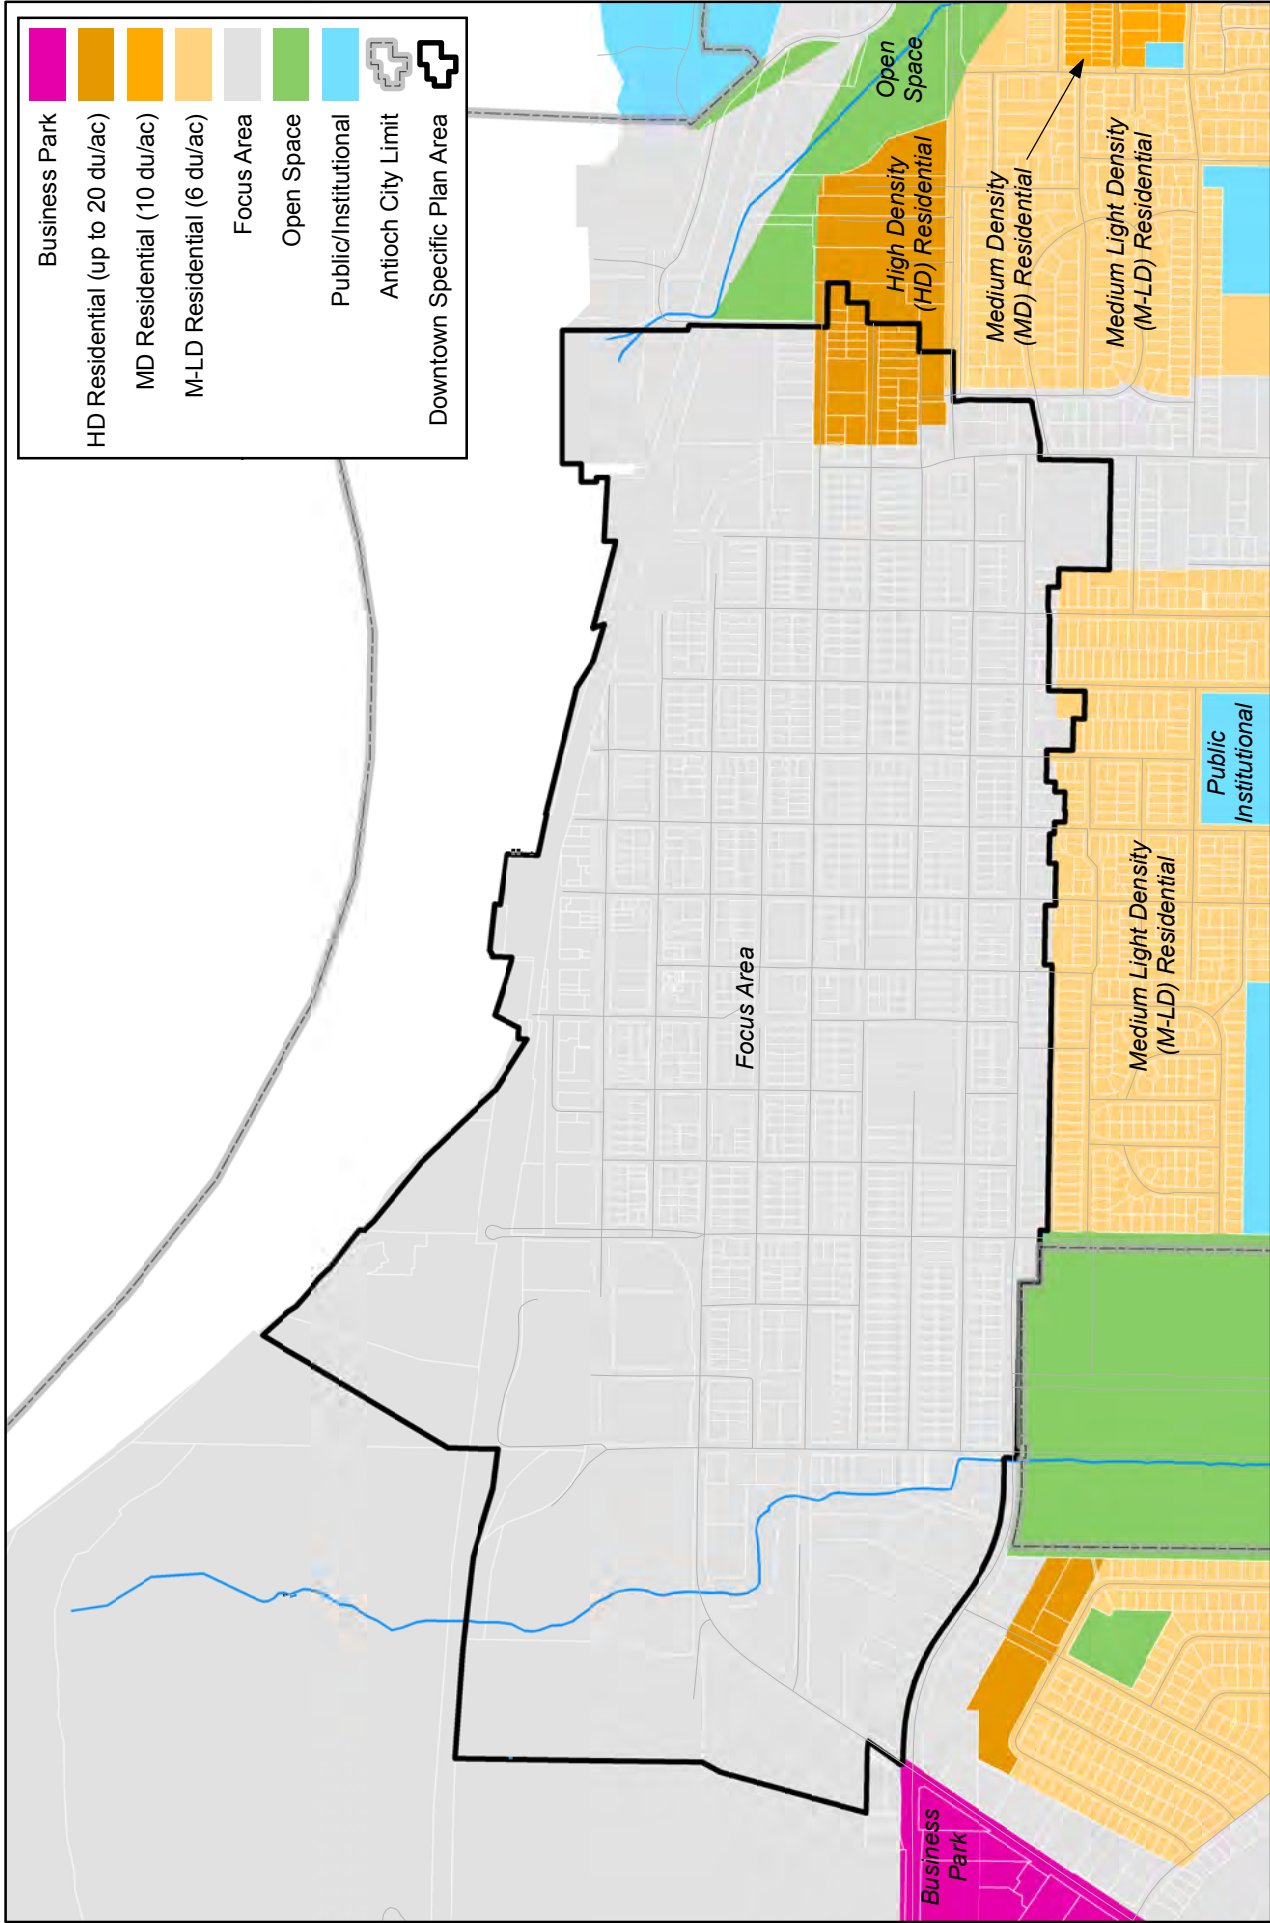 Business Park
HD Residential (up to 20 du/ac)
MD Residential (10 du/ac)
M-LD Residential (6 du/ac)
Focus Area
Open Space
Public/Institutional
Antioch City Limit
Downtown Specific Plan Area
Open
Space
High Density
(HD) Residential
Medium Density
(MD) Residential
Medium Light Density
(M-LD) Residential
Focus Area
Public
Institutional
Medium Light Density
(M-LD) Residential
Business
Park